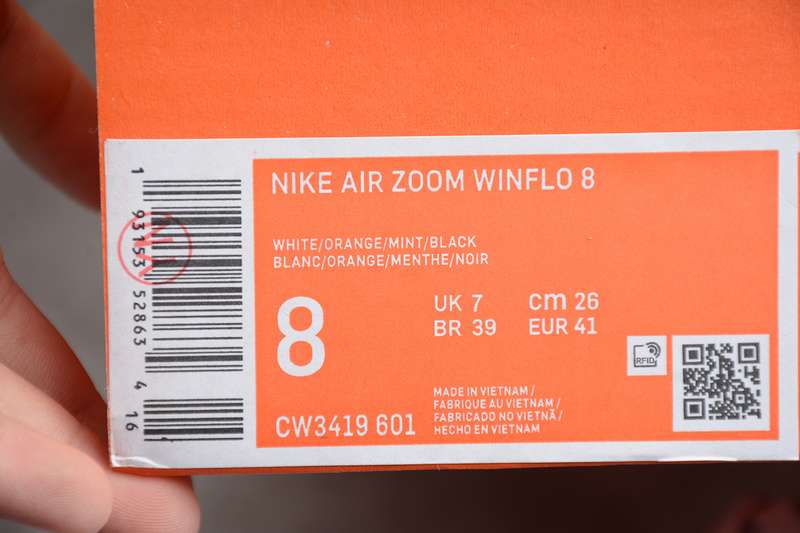 NIKE AIR ZOOM WINFLO 8
WHITE/ORANGE/MINT/BLACK
BLANC/ORANGE/MENTHE/NOIR
8
UK 7
cm 26
BR 39
EUR 41
RFID
MADE IN VIETNAM /
FABRIQUE AU VIETNAM /
FABRICADO NO VIETNÃ /
HECHO EN VIETNAM
CW3419 601
1 93153 52863 4 16